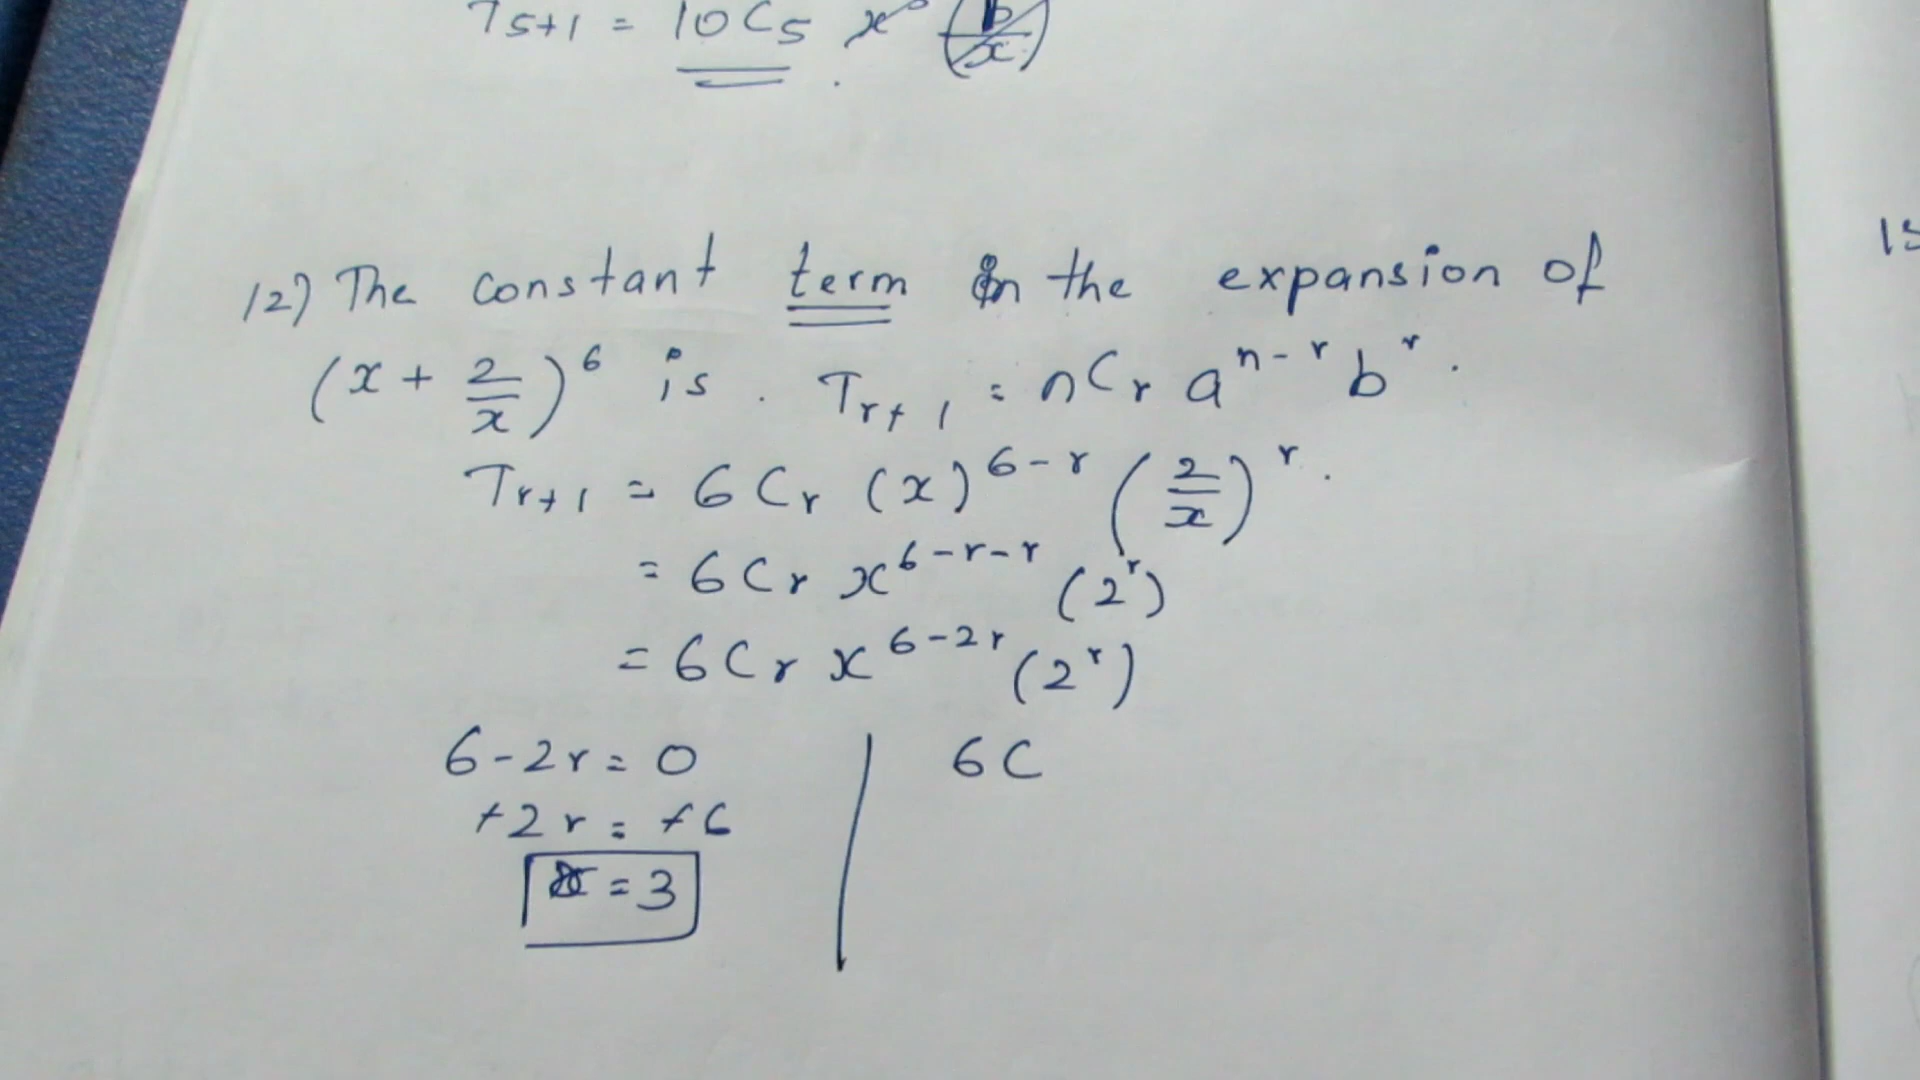 T5+1 = 10C5 x (b/x)
12) The constant term in the expansion of
(x + 2/x)^6 is. Tr+1 = nCr a^n-r b^r.
Tr+1 = 6Cr (x)^6-r (2/x)^r.
= 6Cr x^6-r-r (2^r)
= 6Cr x^6-2r (2^r)
6-2r = 0 | 6C
+2r = +6
= 3